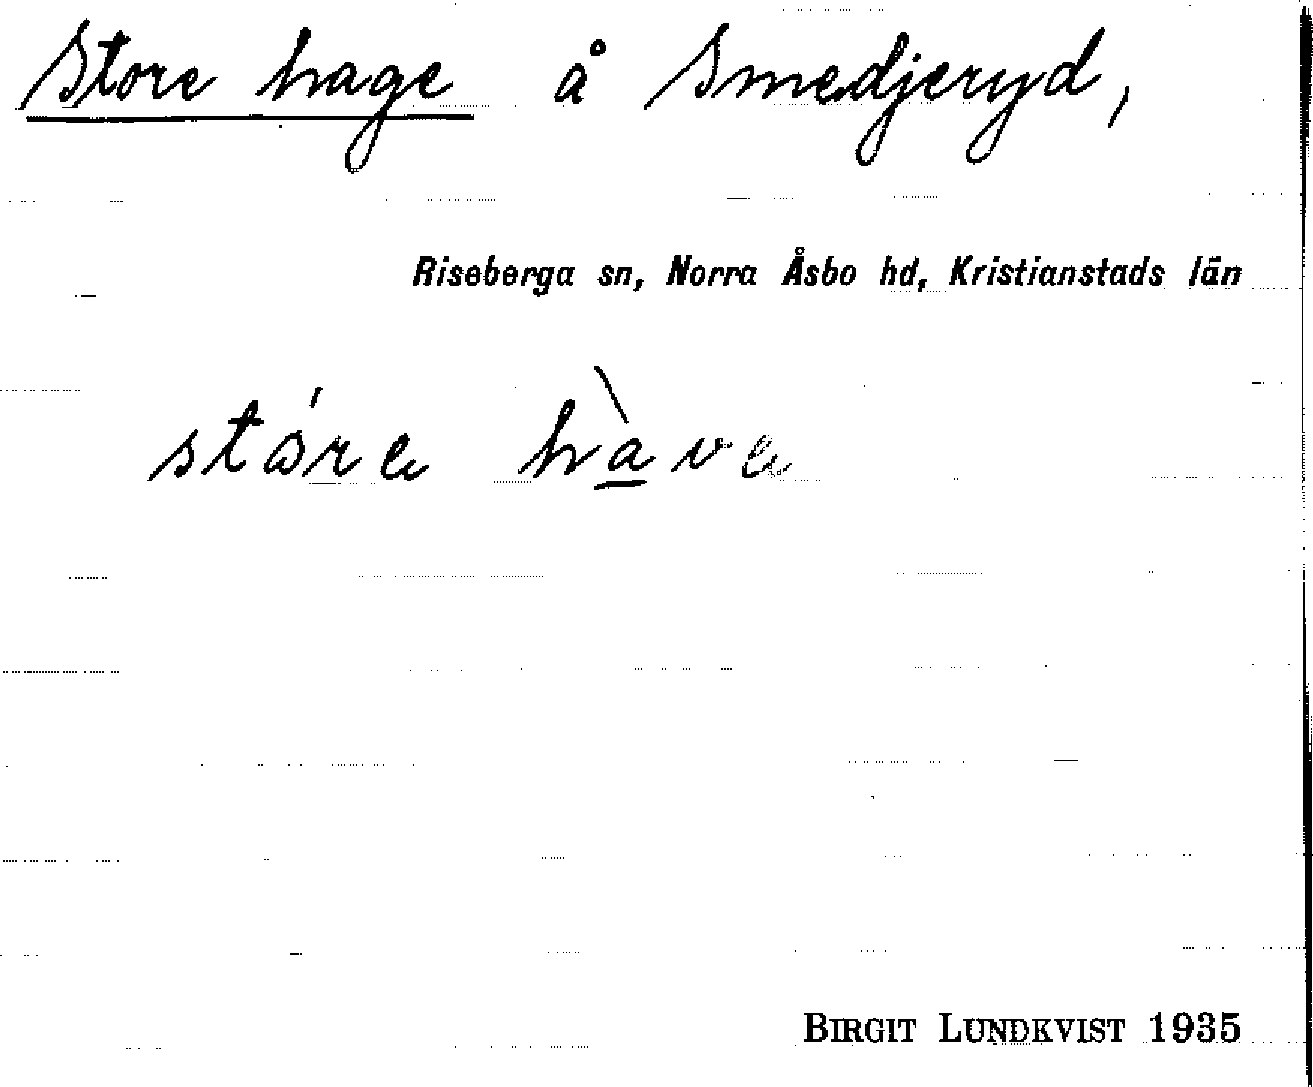 Store hage å Smedjeryd,
Riseberga sn, Norra Åsbo hd, Kristianstads län
stóre hàve
BIRGIT LUNDKVIST 1935